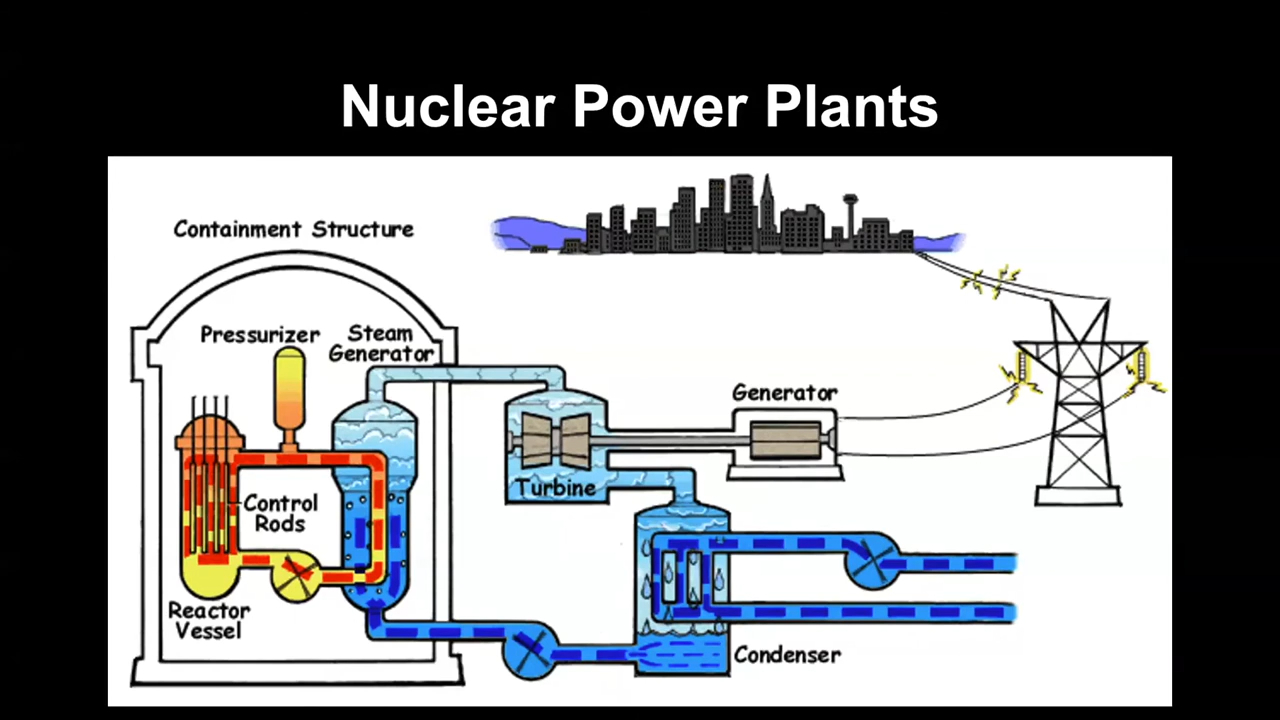 Nuclear Power Plants
Containment Structure
Pressurizer
Steam
Generator
Generator
Control
Rods
Turbine
Reactor
Vessel
Condenser